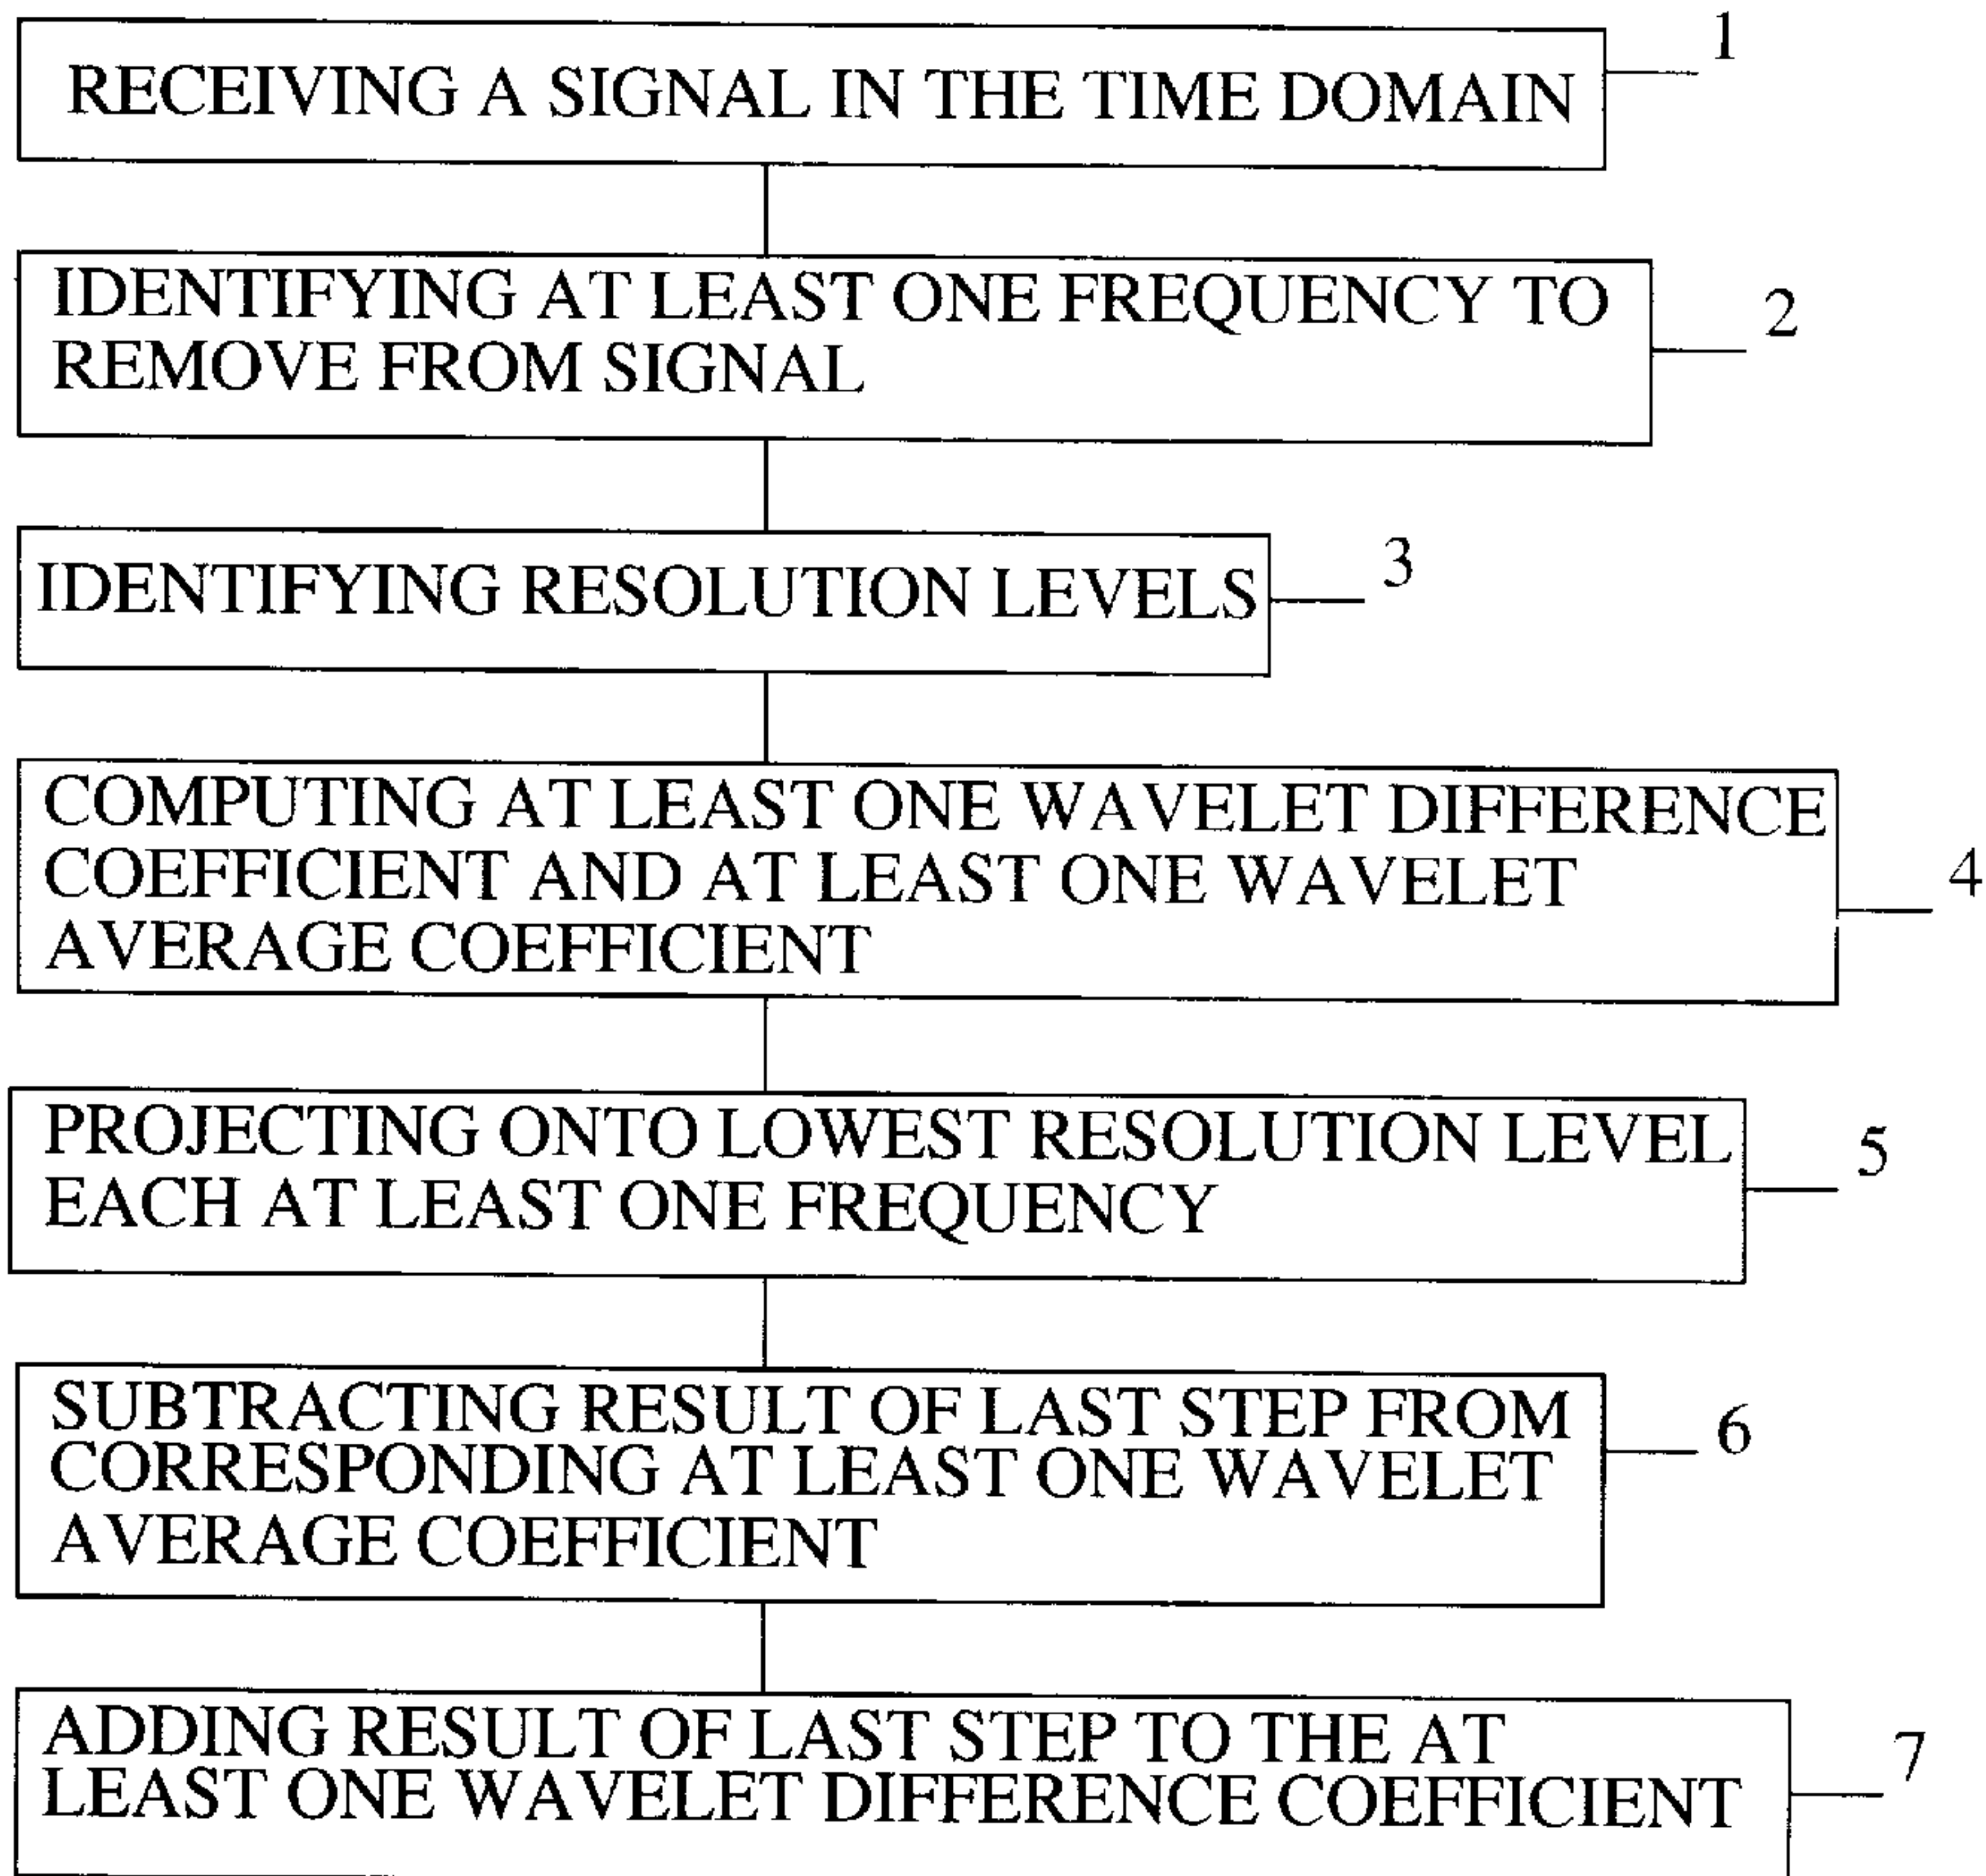 RECEIVING A SIGNAL IN THE TIME DOMAIN
1
IDENTIFYING AT LEAST ONE FREQUENCY TO
REMOVE FROM SIGNAL
2
IDENTIFYING RESOLUTION LEVELS
3
COMPUTING AT LEAST ONE WAVELET DIFFERENCE
COEFFICIENT AND AT LEAST ONE WAVELET
AVERAGE COEFFICIENT
4
PROJECTING ONTO LOWEST RESOLUTION LEVEL
EACH AT LEAST ONE FREQUENCY
5
SUBTRACTING RESULT OF LAST STEP FROM
CORRESPONDING AT LEAST ONE WAVELET
AVERAGE COEFFICIENT
6
ADDING RESULT OF LAST STEP TO THE AT
LEAST ONE WAVELET DIFFERENCE COEFFICIENT
7